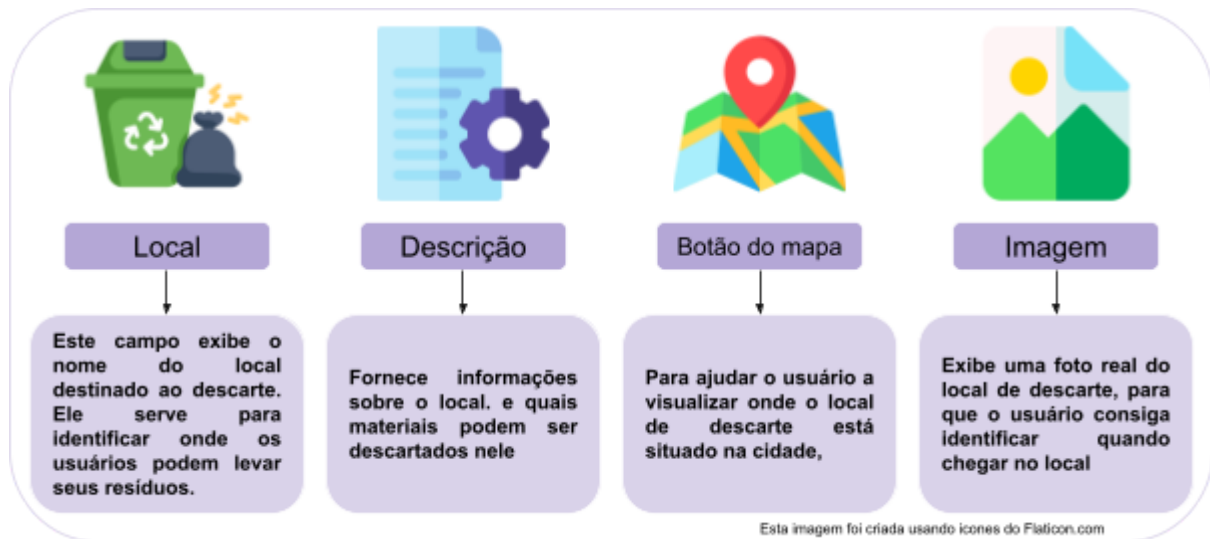 Local
Este campo exibe o
nome do local
destinado ao descarte.
Ele serve para
identificar onde os
usuários podem levar
seus resíduos.
Descrição
Fornece informações
sobre o local. e quais
materiais podem ser
descartados nele
Botão do mapa
Para ajudar o usuário a
visualizar onde o local
de descarte está
situado na cidade,
Imagem
Exibe uma foto real do
local de descarte, para
que o usuário consiga
identificar quando
chegar no local
Esta imagem foi criada usando icones do Flaticon.com